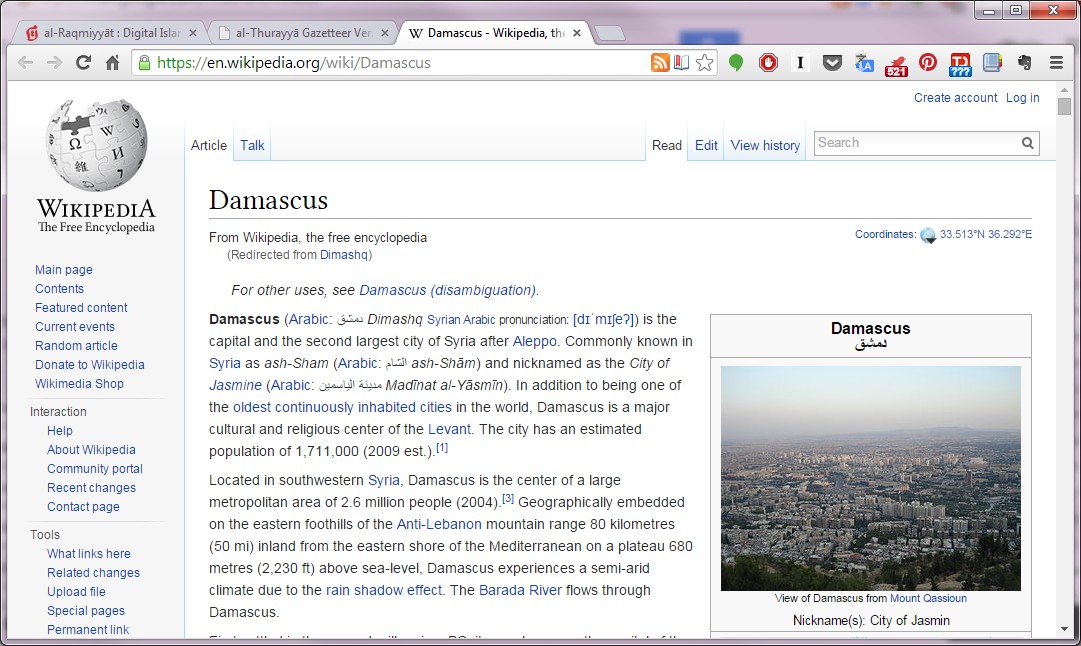 al-Raqmiyyāt : Digital Islar
al-Thurayyā Gazetteer Ver.
W Damascus - Wikipedia, the
https://en.wikipedia.org/wiki/Damascus
I
521
???
Create account Log in
Article Talk Read Edit View history Search
WIKIPEDIA
The Free Encyclopedia
Main page
Contents
Featured content
Current events
Random article
Donate to Wikipedia
Wikimedia Shop
Interaction
Help
About Wikipedia
Community portal
Recent changes
Contact page
Tools
What links here
Related changes
Upload file
Special pages
Permanent link
Damascus
From Wikipedia, the free encyclopedia
Coordinates: 33.513°N 36.292°E
(Redirected from Dimashq)
For other uses, see Damascus (disambiguation).
Damascus (Arabic: دمشق Dimashq Syrian Arabic pronunciation: [dɪˈmɪʃeʔ]) is the
capital and the second largest city of Syria after Aleppo. Commonly known in
Syria as ash-Sham (Arabic: الشام ash-Shām) and nicknamed as the City of
Jasmine (Arabic: مدينة الياسمين Madīnat al-Yāsmīn). In addition to being one of
the oldest continuously inhabited cities in the world, Damascus is a major
cultural and religious center of the Levant. The city has an estimated
population of 1,711,000 (2009 est.).[1]
Located in southwestern Syria, Damascus is the center of a large
metropolitan area of 2.6 million people (2004).[3] Geographically embedded
on the eastern foothills of the Anti-Lebanon mountain range 80 kilometres
(50 mi) inland from the eastern shore of the Mediterranean on a plateau 680
metres (2,230 ft) above sea-level, Damascus experiences a semi-arid
climate due to the rain shadow effect. The Barada River flows through
Damascus.
Damascus
دمشق
View of Damascus from Mount Qassioun
Nickname(s): City of Jasmin